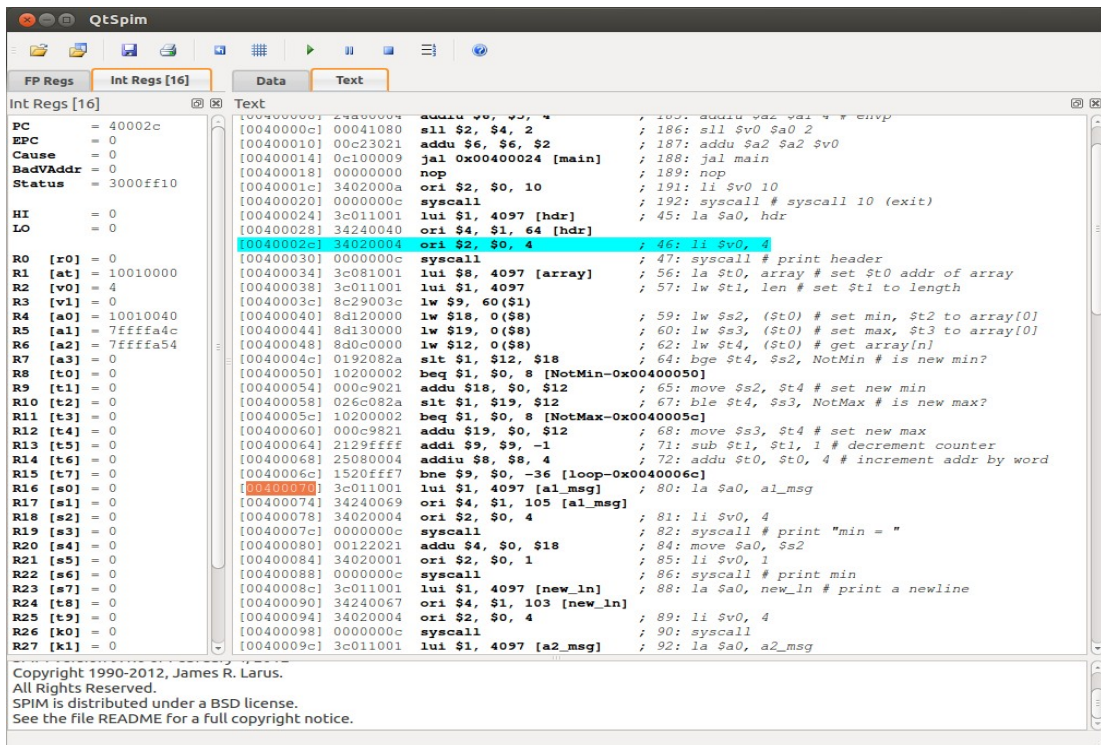 QtSpim
FP Regs
Int Regs [16]
Data
Text
Int Regs [16]
PC = 40002c
EPC = 0
Cause = 0
BadVAddr = 0
Status = 3000ff10
HI = 0
LO = 0
R0 [r0] = 0
R1 [at] = 10010000
R2 [v0] = 4
R3 [v1] = 0
R4 [a0] = 10010040
R5 [a1] = 7ffffa4c
R6 [a2] = 7ffffa54
R7 [a3] = 0
R8 [t0] = 0
R9 [t1] = 0
R10 [t2] = 0
R11 [t3] = 0
R12 [t4] = 0
R13 [t5] = 0
R14 [t6] = 0
R15 [t7] = 0
R16 [s0] = 0
R17 [s1] = 0
R18 [s2] = 0
R19 [s3] = 0
R20 [s4] = 0
R21 [s5] = 0
R22 [s6] = 0
R23 [s7] = 0
R24 [t8] = 0
R25 [t9] = 0
R26 [k0] = 0
R27 [k1] = 0
Text
[00400008] 24a60004 addiu $6, $5, 4 ; 185: addiu $a2 $a1 4 # envp
[0040000c] 00041080 sll $2, $4, 2 ; 186: sll $v0 $a0 2
[00400010] 00c23021 addu $6, $6, $2 ; 187: addu $a2 $a2 $v0
[00400014] 0c100009 jal 0x00400024 [main] ; 188: jal main
[00400018] 00000000 nop ; 189: nop
[0040001c] 3402000a ori $2, $0, 10 ; 191: li $v0 10
[00400020] 0000000c syscall ; 192: syscall # syscall 10 (exit)
[00400024] 3c011001 lui $1, 4097 [hdr] ; 45: la $a0, hdr
[00400028] 34240040 ori $4, $1, 64 [hdr]
[0040002c] 34020004 ori $2, $0, 4 ; 46: li $v0, 4
[00400030] 0000000c syscall ; 47: syscall # print header
[00400034] 3c081001 lui $8, 4097 [array] ; 56: la $t0, array # set $t0 addr of array
[00400038] 3c011001 lui $1, 4097 ; 57: lw $t1, len # set $t1 to length
[0040003c] 8c29003c lw $9, 60($1)
[00400040] 8d120000 lw $18, 0($8) ; 59: lw $s2, ($t0) # set min, $t2 to array[0]
[00400044] 8d130000 lw $19, 0($8) ; 60: lw $s3, ($t0) # set max, $t3 to array[0]
[00400048] 8d0c0000 lw $12, 0($8) ; 62: lw $t4, ($t0) # get array[n]
[0040004c] 0192082a slt $1, $12, $18 ; 64: bge $t4, $s2, NotMin # is new min?
[00400050] 10200002 beq $1, $0, 8 [NotMin-0x00400050]
[00400054] 000c9021 addu $18, $0, $12 ; 65: move $s2, $t4 # set new min
[00400058] 026c082a slt $1, $19, $12 ; 67: ble $t4, $s3, NotMax # is new max?
[0040005c] 10200002 beq $1, $0, 8 [NotMax-0x0040005c]
[00400060] 000c9821 addu $19, $0, $12 ; 68: move $s3, $t4 # set new max
[00400064] 2129ffff addi $9, $9, -1 ; 71: sub $t1, $t1, 1 # decrement counter
[00400068] 25080004 addiu $8, $8, 4 ; 72: addu $t0, $t0, 4 # increment addr by word
[0040006c] 1520fff7 bne $9, $0, -36 [loop-0x0040006c]
[00400070] 3c011001 lui $1, 4097 [a1_msg] ; 80: la $a0, a1_msg
[00400074] 34240069 ori $4, $1, 105 [a1_msg]
[00400078] 34020004 ori $2, $0, 4 ; 81: li $v0, 4
[0040007c] 0000000c syscall ; 82: syscall # print "min = "
[00400080] 00122021 addu $4, $0, $18 ; 84: move $a0, $s2
[00400084] 34020001 ori $2, $0, 1 ; 85: li $v0, 1
[00400088] 0000000c syscall ; 86: syscall # print min
[0040008c] 3c011001 lui $1, 4097 [new_ln] ; 88: la $a0, new_ln # print a newline
[00400090] 34240067 ori $4, $1, 103 [new_ln]
[00400094] 34020004 ori $2, $0, 4 ; 89: li $v0, 4
[00400098] 0000000c syscall ; 90: syscall
[0040009c] 3c011001 lui $1, 4097 [a2_msg] ; 92: la $a0, a2_msg
Copyright 1990-2012, James R. Larus.
All Rights Reserved.
SPIM is distributed under a BSD license.
See the file README for a full copyright notice.